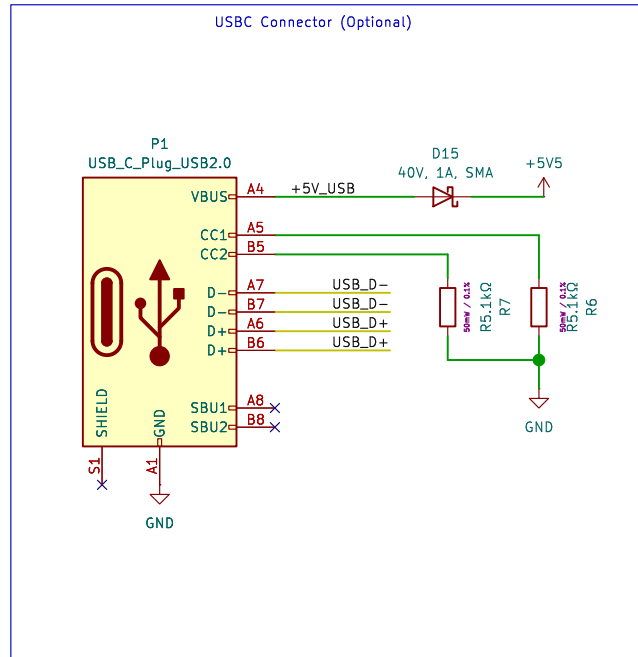 USBC Connector (Optional)
P1
USB_C_Plug_USB2.0
D15
40V, 1A, SMA
+5V5
VBUS
A4
+5V_USB
CC1
A5
CC2
B5
D-
A7
USB_D-
D-
B7
USB_D-
D+
A6
USB_D+
D+
B6
USB_D+
50mW / 0.1%
R5.1kΩ
R7
50mW / 0.1%
R5.1kΩ
R6
SBU1
A8
SBU2
B8
SHIELD
GND
S1
A1
GND
GND